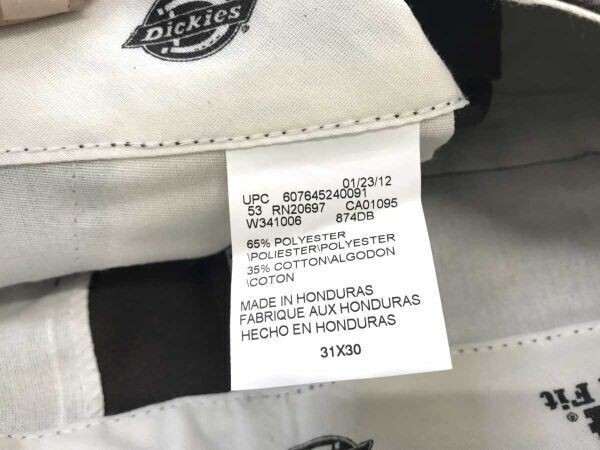 Dickies
01/23/12
UPC 607645240091
53 RN20697 CA01095
W341006 874DB
65% POLYESTER
\POLIESTER\POLYESTER
35% COTTON\ALGODON
\COTON
MADE IN HONDURAS
FABRIQUE AUX HONDURAS
HECHO EN HONDURAS
31X30
Fit